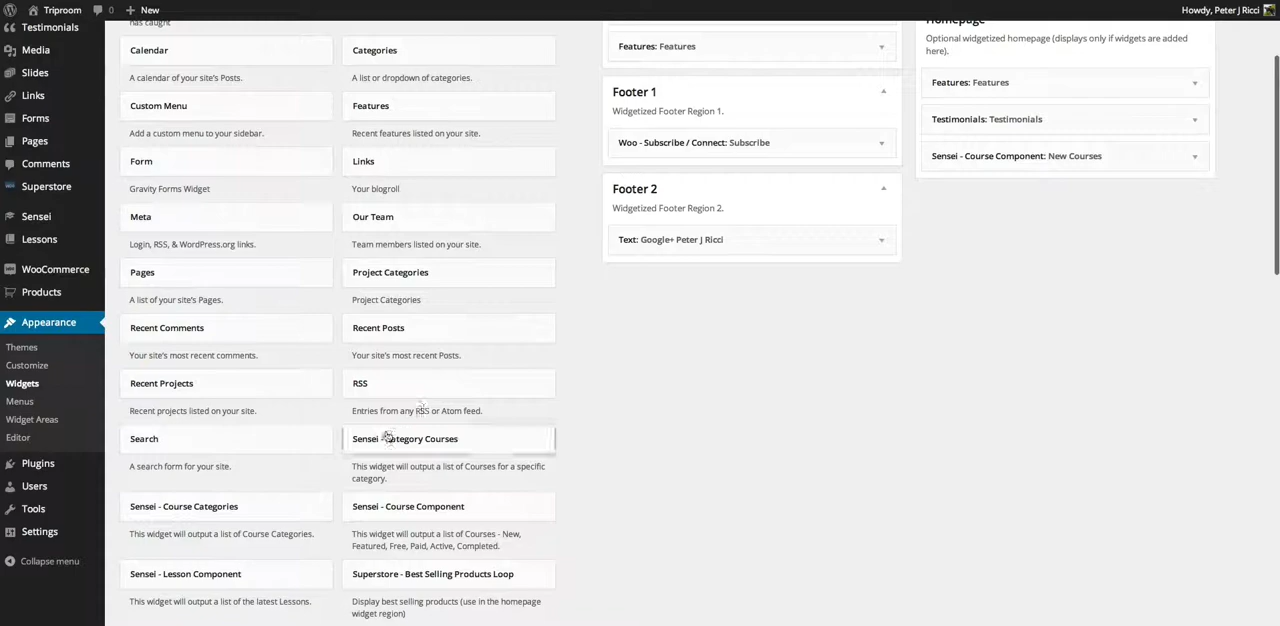 Triproom
0
New
Howdy, Peter J Ricci
Testimonials
Media
Slides
Links
Forms
Pages
Comments
Superstore
Sensei
Lessons
WooCommerce
Products
Appearance
Themes
Customize
Widgets
Menus
Widget Areas
Editor
Plugins
Users
Tools
Settings
Collapse menu
has caught
Calendar
A calendar of your site's Posts.
Custom Menu
Add a custom menu to your sidebar.
Form
Gravity Forms Widget
Meta
Login, RSS, & WordPress.org links.
Pages
A list of your site's Pages.
Recent Comments
Your site's most recent comments.
Recent Projects
Recent projects listed on your site.
Search
A search form for your site.
Sensei - Course Categories
This widget will output a list of Course Categories.
Sensei - Lesson Component
This widget will output a list of the latest Lessons.
Categories
A list or dropdown of categories.
Features
Recent features listed on your site.
Links
Your blogroll
Our Team
Team members listed on your site.
Project Categories
Project Categories
Recent Posts
Your site's most recent Posts.
RSS
Entries from any RSS or Atom feed.
Sensei - Category Courses
This widget will output a list of Courses for a specific
category.
Sensei - Course Component
This widget will output a list of Courses - New,
Featured, Free, Paid, Active, Completed.
Superstore - Best Selling Products Loop
Display best selling products (use in the homepage
widget region)
Features: Features
Footer 1
Widgetized Footer Region 1.
Woo - Subscribe / Connect: Subscribe
Footer 2
Widgetized Footer Region 2.
Text: Google+ Peter J Ricci
Homepage
Optional widgetized homepage (displays only if widgets are added
here).
Features: Features
Testimonials: Testimonials
Sensei - Course Component: New Courses